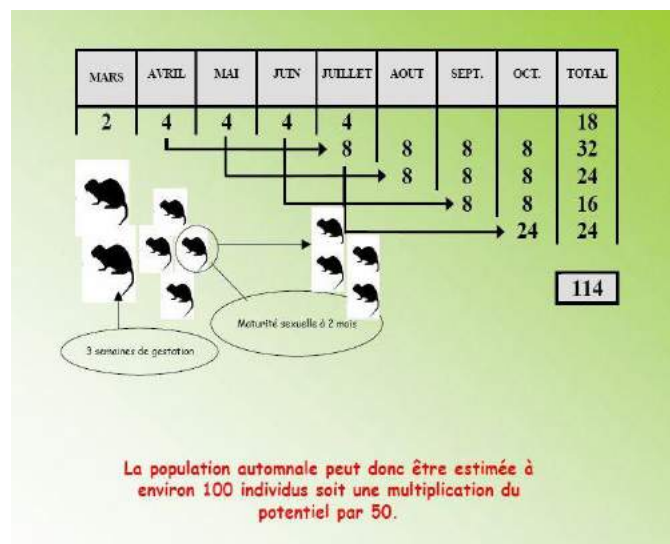 MARS AVRIL MAI JUIN JUILLET AOUT SEPT. OCT. TOTAL
2 4 4 4 4 18
8 8 8 8 32
8 8 8 24
8 8 16
24 24
114
Maturité sexuelle à 2 mois
3 semaines de gestation
La population automnale peut donc être estimée à
environ 100 individus soit une multiplication du
potentiel par 50.